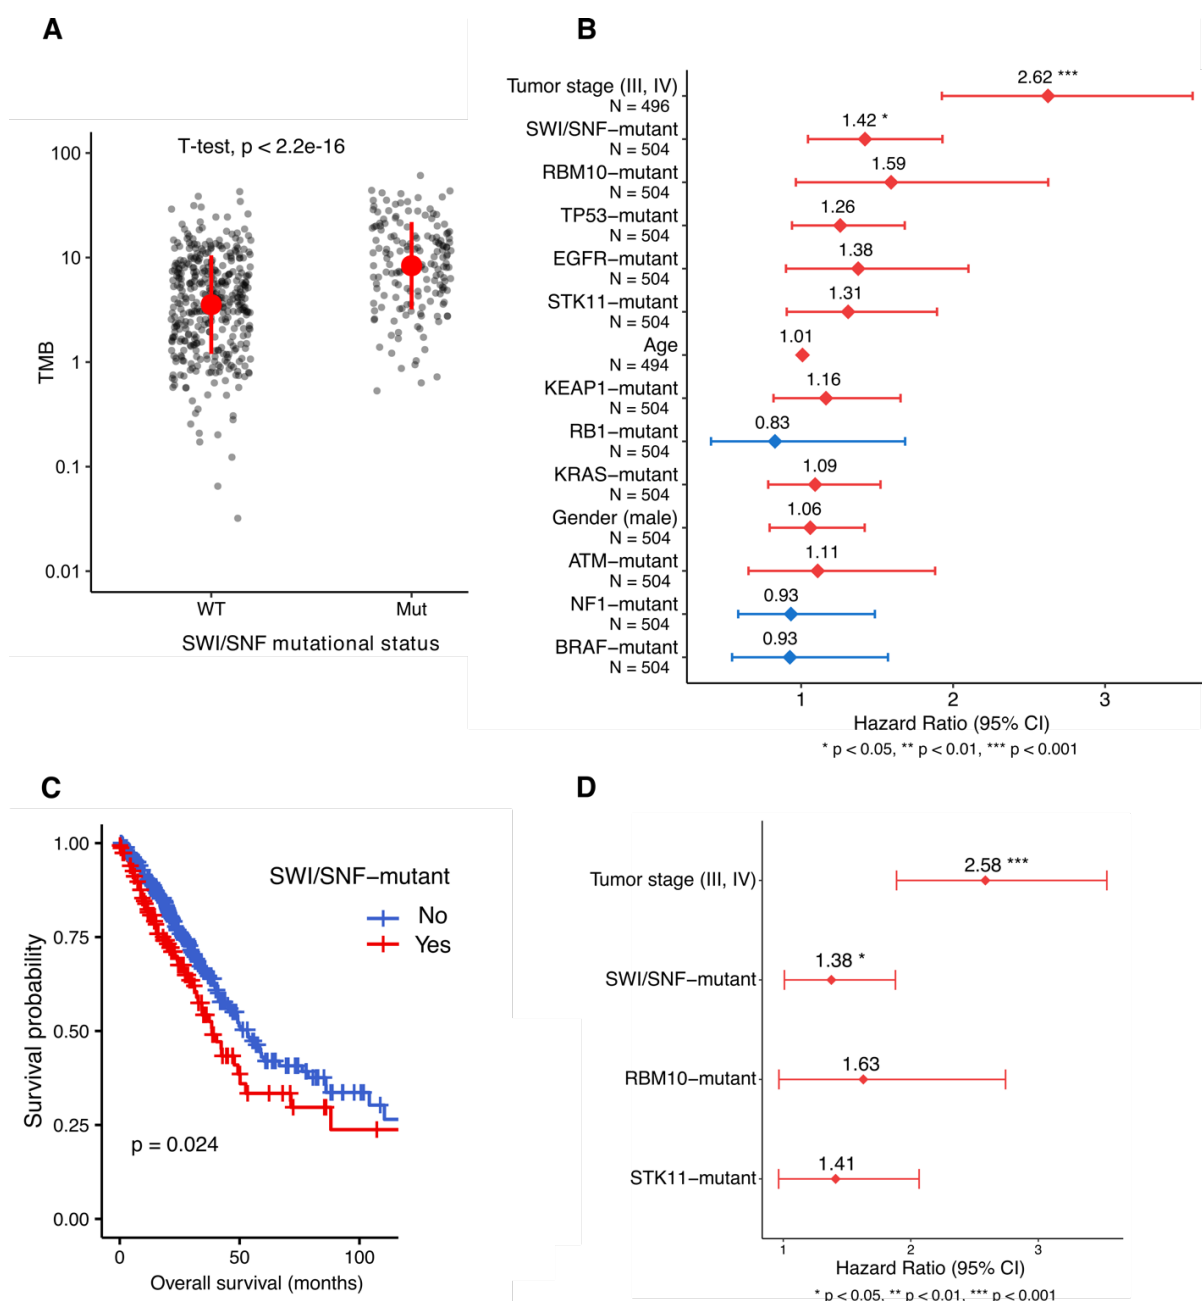 A
T-test, p < 2.2e-16
100
10
1
0.1
0.01
TMB
WT
Mut
SWI/SNF mutational status
B
Tumor stage (III, IV)
N = 496
2.62 ***
SWI/SNF−mutant
N = 504
1.42 *
RBM10−mutant
N = 504
1.59
TP53−mutant
N = 504
1.26
EGFR−mutant
N = 504
1.38
STK11−mutant
N = 504
1.31
Age
N = 494
1.01
KEAP1−mutant
N = 504
1.16
RB1−mutant
N = 504
0.83
KRAS−mutant
N = 504
1.09
Gender (male)
N = 504
1.06
ATM−mutant
N = 504
1.11
NF1−mutant
N = 504
0.93
BRAF−mutant
N = 504
0.93
1 2 3
Hazard Ratio (95% CI)
* p < 0.05, ** p < 0.01, *** p < 0.001
C
1.00
0.75
0.50
0.25
0.00
Survival probability
SWI/SNF−mutant
No
Yes
p = 0.024
0 50 100
Overall survival (months)
D
Tumor stage (III, IV)
2.58 ***
SWI/SNF−mutant
1.38 *
RBM10−mutant
1.63
STK11−mutant
1.41
1 2 3
Hazard Ratio (95% CI)
* p < 0.05, ** p < 0.01, *** p < 0.001